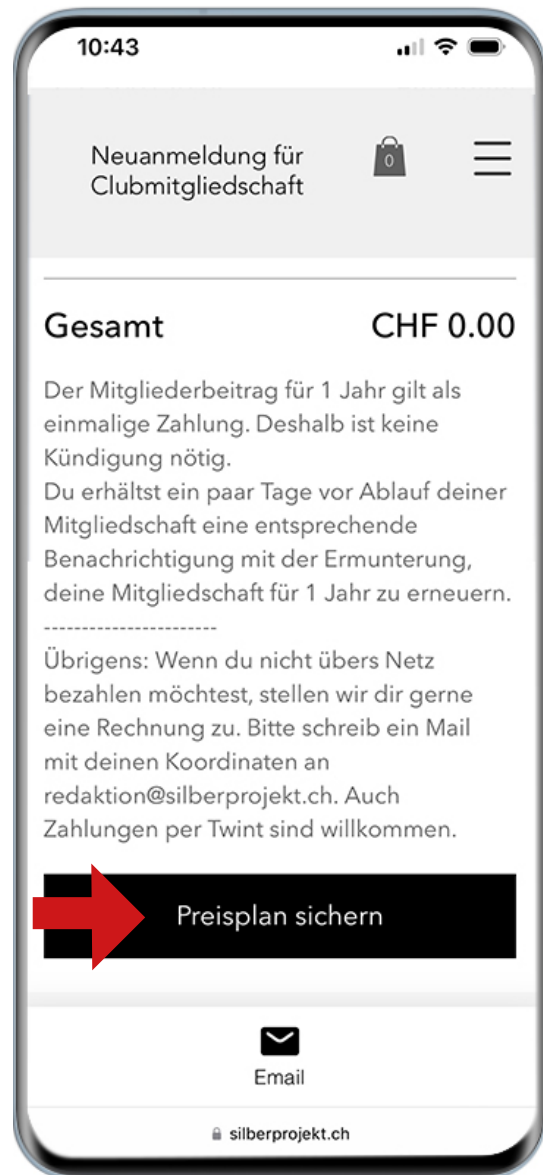 10:43
Neuanmeldung für
Clubmitgliedschaft
0
Gesamt CHF 0.00
Der Mitgliederbeitrag für 1 Jahr gilt als
einmalige Zahlung. Deshalb ist keine
Kündigung nötig.
Du erhältst ein paar Tage vor Ablauf deiner
Mitgliedschaft eine entsprechende
Benachrichtigung mit der Ermunterung,
deine Mitgliedschaft für 1 Jahr zu erneuern.
-----------------------
Übrigens: Wenn du nicht übers Netz
bezahlen möchtest, stellen wir dir gerne
eine Rechnung zu. Bitte schreib ein Mail
mit deinen Koordinaten an
redaktion@silberprojekt.ch. Auch
Zahlungen per Twint sind willkommen.
Preisplan sichern
Email
silberprojekt.ch